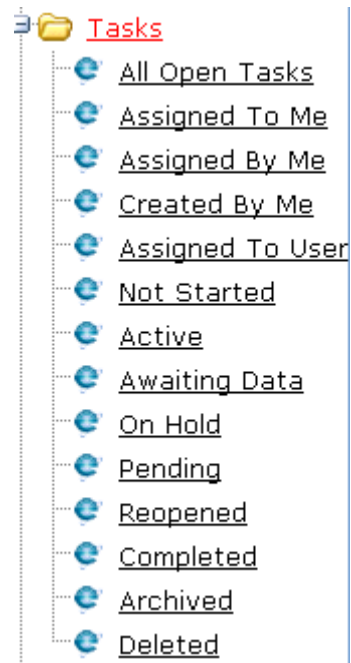 Tasks
All Open Tasks
Assigned To Me
Assigned By Me
Created By Me
Assigned To User
Not Started
Active
Awaiting Data
On Hold
Pending
Reopened
Completed
Archived
Deleted